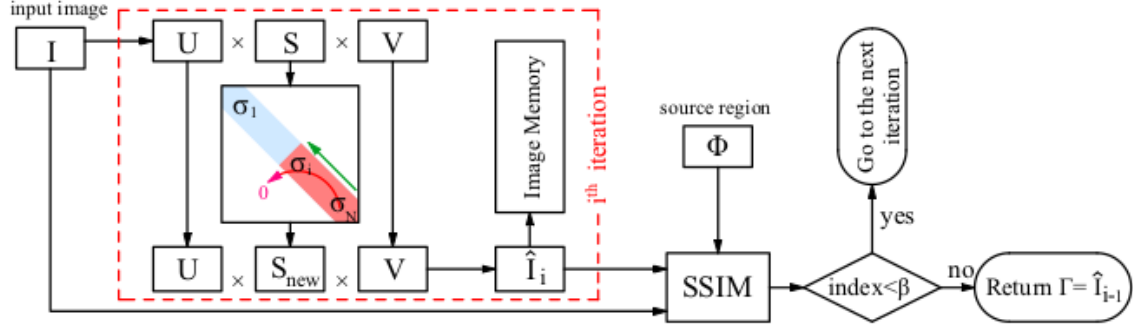 input image
I
U × S × V
σ1
σi
0
σN
U × Snew × V
Îi
Image Memory
ith iteration
source region
Φ
SSIM
index<β
yes
Go to the next
iteration
no
Return Γ= Îi-1